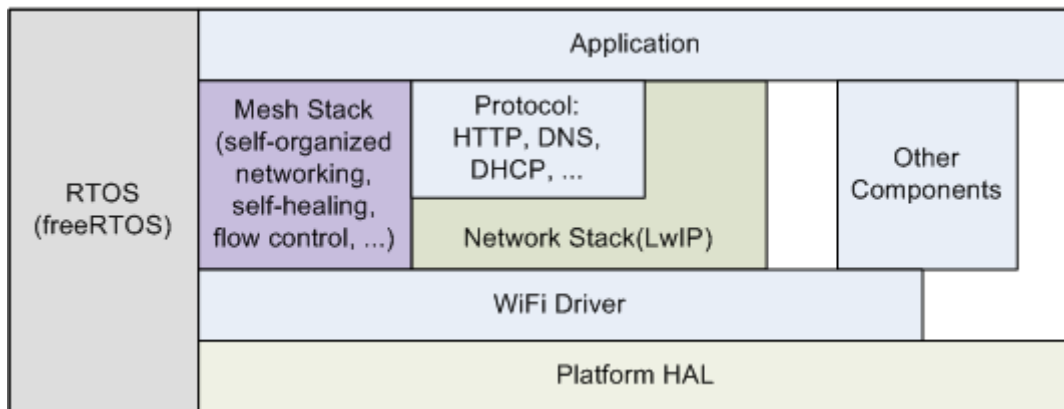 Application
RTOS
(freeRTOS)
Mesh Stack
(self-organized
networking,
self-healing,
flow control, ...)
Protocol:
HTTP, DNS,
DHCP, ...
Network Stack(LwIP)
Other
Components
WiFi Driver
Platform HAL